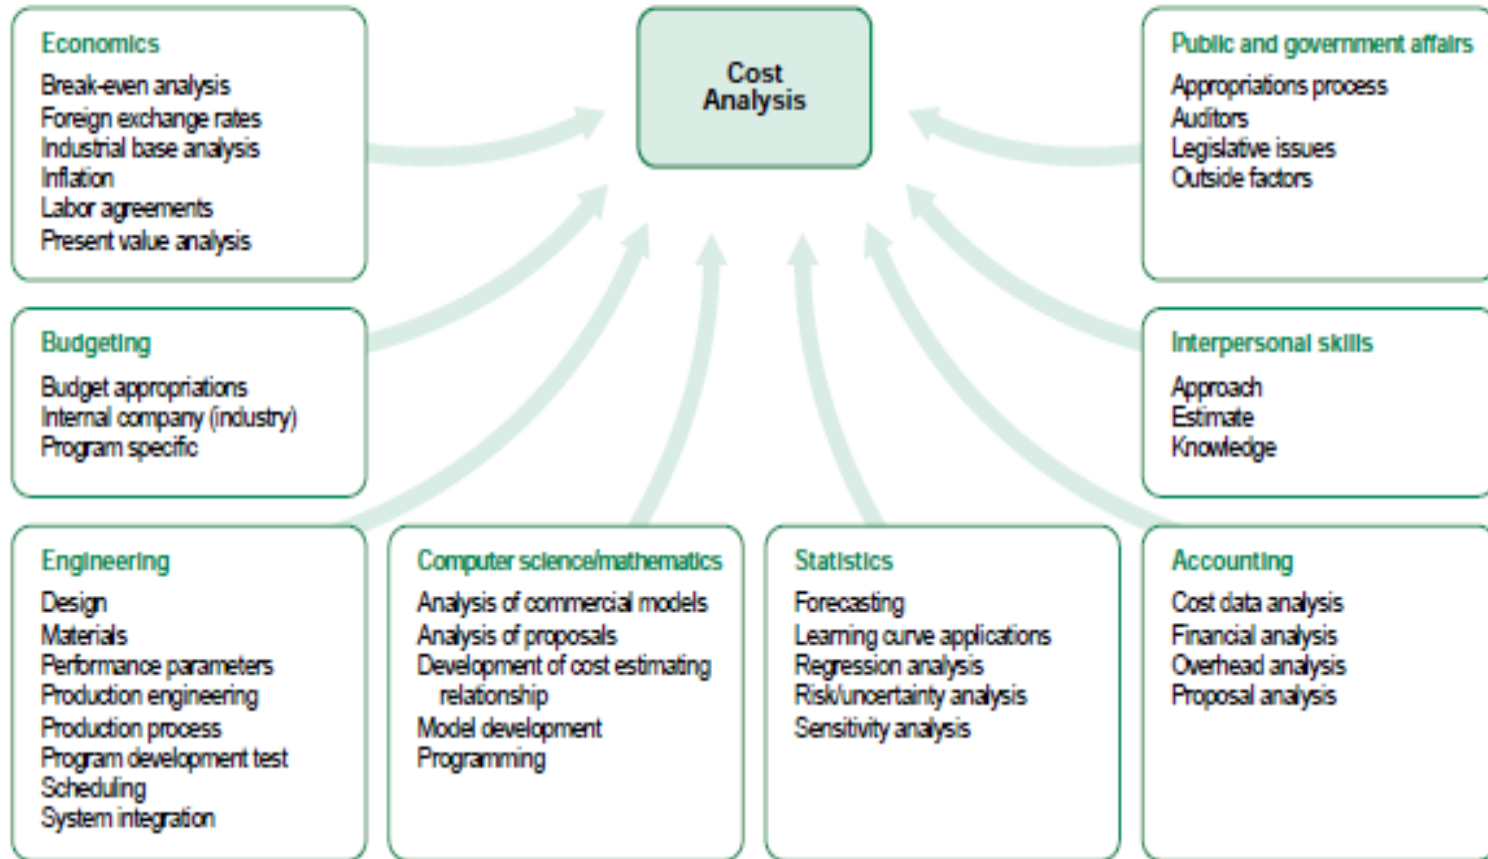 Economics
Break-even analysis
Foreign exchange rates
Industrial base analysis
Inflation
Labor agreements
Present value analysis
Cost
Analysis
Public and government affairs
Appropriations process
Auditors
Legislative issues
Outside factors
Budgeting
Budget appropriations
Internal company (industry)
Program specific
Interpersonal skills
Approach
Estimate
Knowledge
Engineering
Design
Materials
Performance parameters
Production engineering
Production process
Program development test
Scheduling
System integration
Computer science/mathematics
Analysis of commercial models
Analysis of proposals
Development of cost estimating
relationship
Model development
Programming
Statistics
Forecasting
Learning curve applications
Regression analysis
Risk/uncertainty analysis
Sensitivity analysis
Accounting
Cost data analysis
Financial analysis
Overhead analysis
Proposal analysis